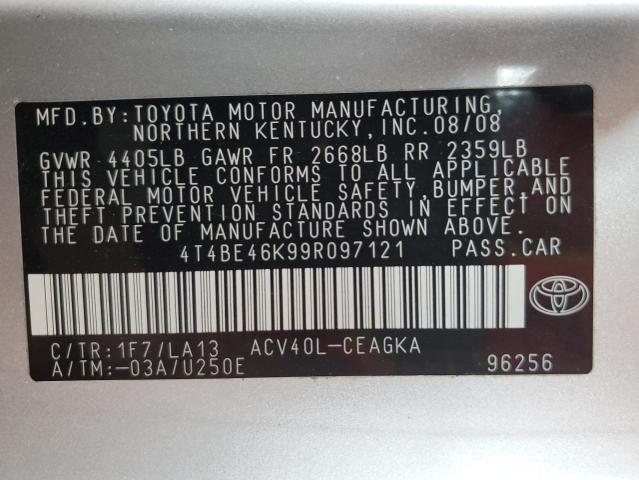 MFD.BY:TOYOTA MOTOR MANUFACTURING,
NORTHERN KENTUCKY,INC.08/08
GVWR 4405LB GAWR FR 2668LB RR 2359LB
THIS VEHICLE CONFORMS TO ALL APPLICABLE
FEDERAL MOTOR VEHICLE SAFETY,BUMPER,AND
THEFT PREVENTION STANDARDS IN EFFECT ON
THE DATE OF MANUFACTURE SHOWN ABOVE.
4T4BE46K99R097121 PASS.CAR
C/TR:1F7/LA13 ACV40L-CEAGKA
A/TM:-03A/U250E 96256